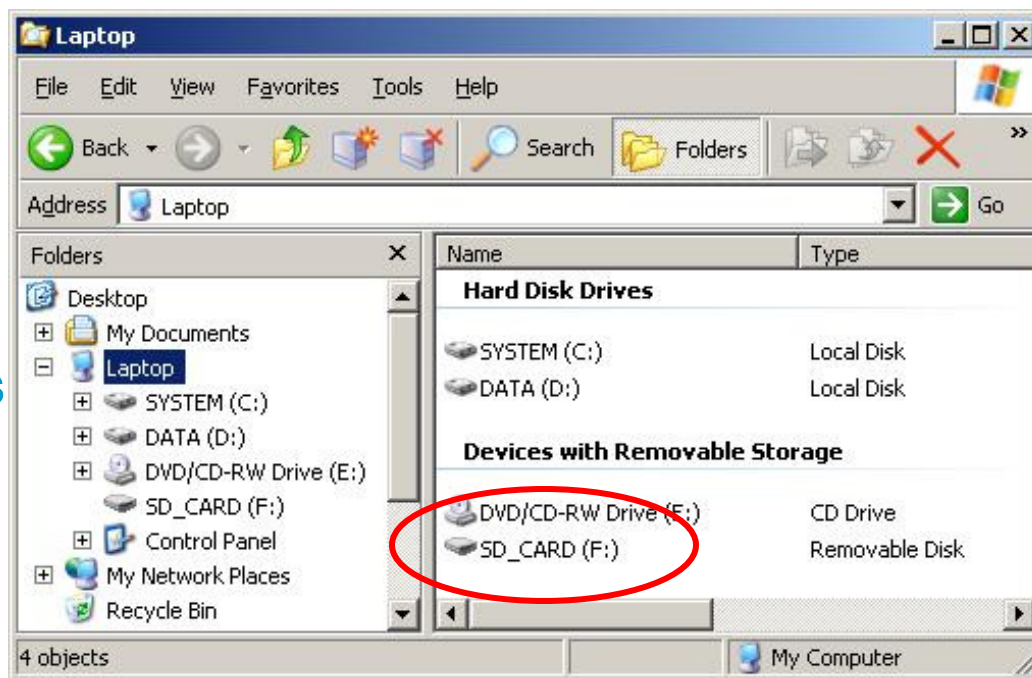 Laptop
File Edit View Favorites Tools Help
Back Search Folders »
Address Laptop Go
Folders
Desktop
My Documents
Laptop
SYSTEM (C:)
DATA (D:)
DVD/CD-RW Drive (E:)
SD_CARD (F:)
Control Panel
My Network Places
Recycle Bin
Name Type
Hard Disk Drives
SYSTEM (C:) Local Disk
DATA (D:) Local Disk
Devices with Removable Storage
DVD/CD-RW Drive (E:) CD Drive
SD_CARD (F:) Removable Disk
4 objects My Computer
s